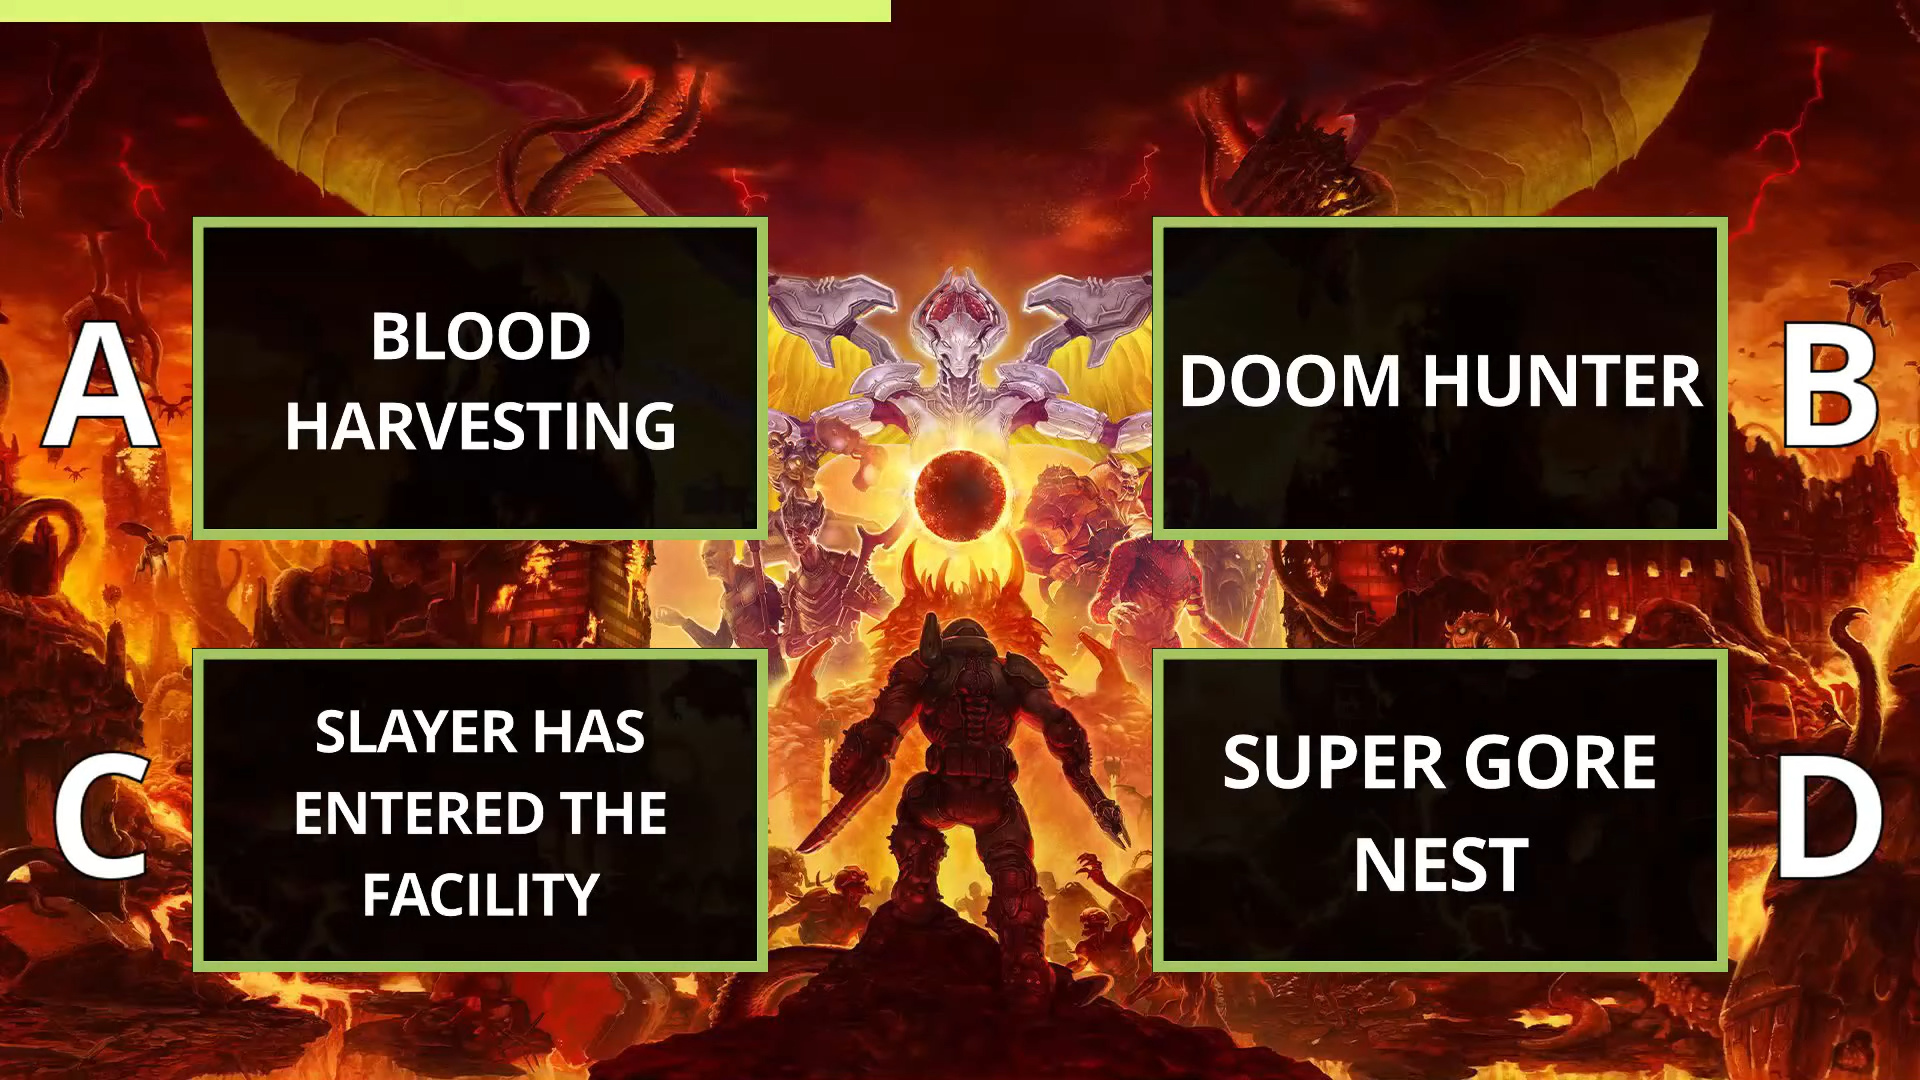 A
BLOOD
HARVESTING
DOOM HUNTER
B
C
SLAYER HAS
ENTERED THE
FACILITY
SUPER GORE
NEST
D